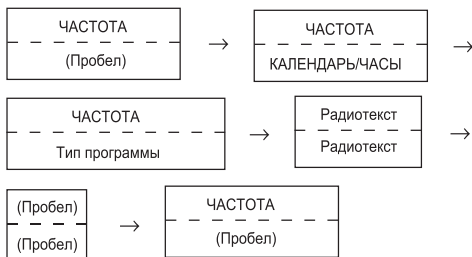 ЧАСТОТА
(Пробел)
ЧАСТОТА
КАЛЕНДАРЬ/ЧАСЫ
ЧАСТОТА
Тип программы
Радиотекст
Радиотекст
(Пробел)
(Пробел)
ЧАСТОТА
(Пробел)